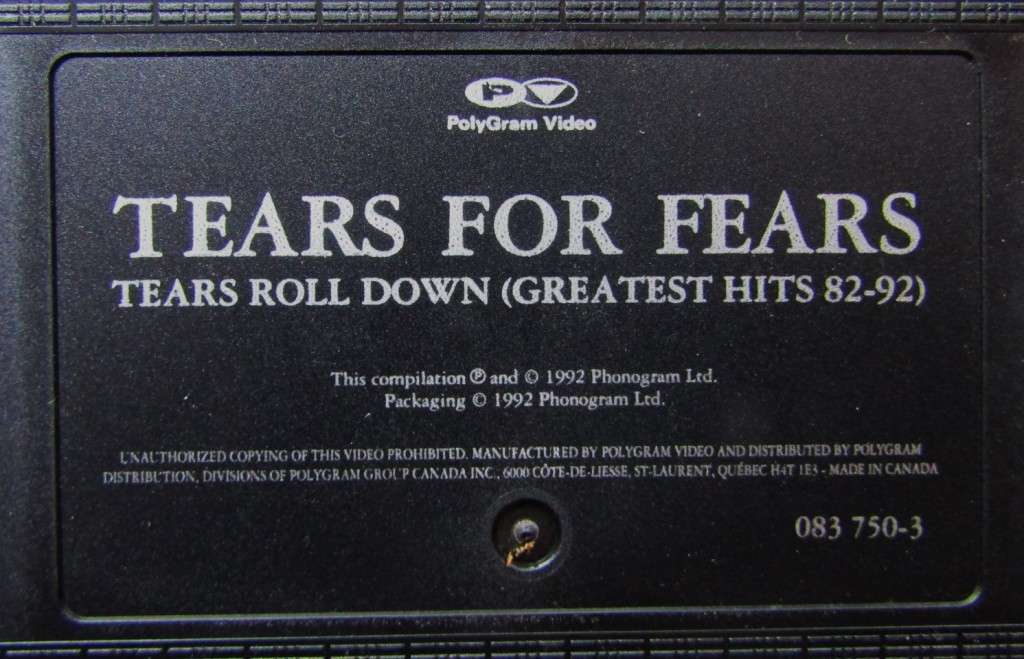 PolyGram Video
TEARS FOR FEARS
TEARS ROLL DOWN (GREATEST HITS 82-92)
This compilation ℗ and © 1992 Phonogram Ltd.
Packaging © 1992 Phonogram Ltd.
UNAUTHORIZED COPYING OF THIS VIDEO PROHIBITED. MANUFACTURED BY POLYGRAM VIDEO AND DISTRIBUTED BY POLYGRAM
DISTRIBUTION, DIVISIONS OF POLYGRAM GROUP CANADA INC., 6000 CÔTE-DE-LIESSE, ST-LAURENT, QUÉBEC H4T 1E3 - MADE IN CANADA
083 750-3